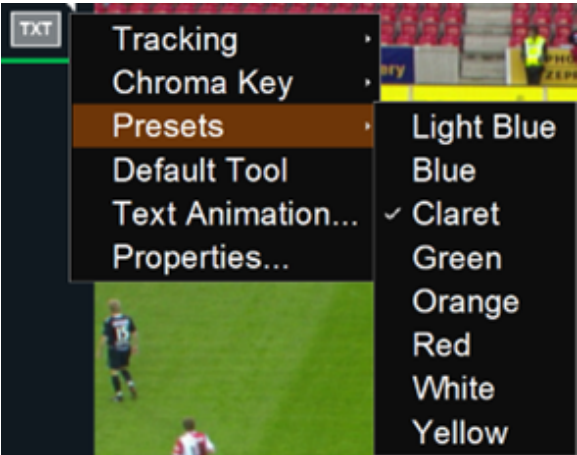 TXT
Tracking
Chroma Key
Presets
Default Tool
Text Animation...
Properties...
Light Blue
Blue
Claret
Green
Orange
Red
White
Yellow
13